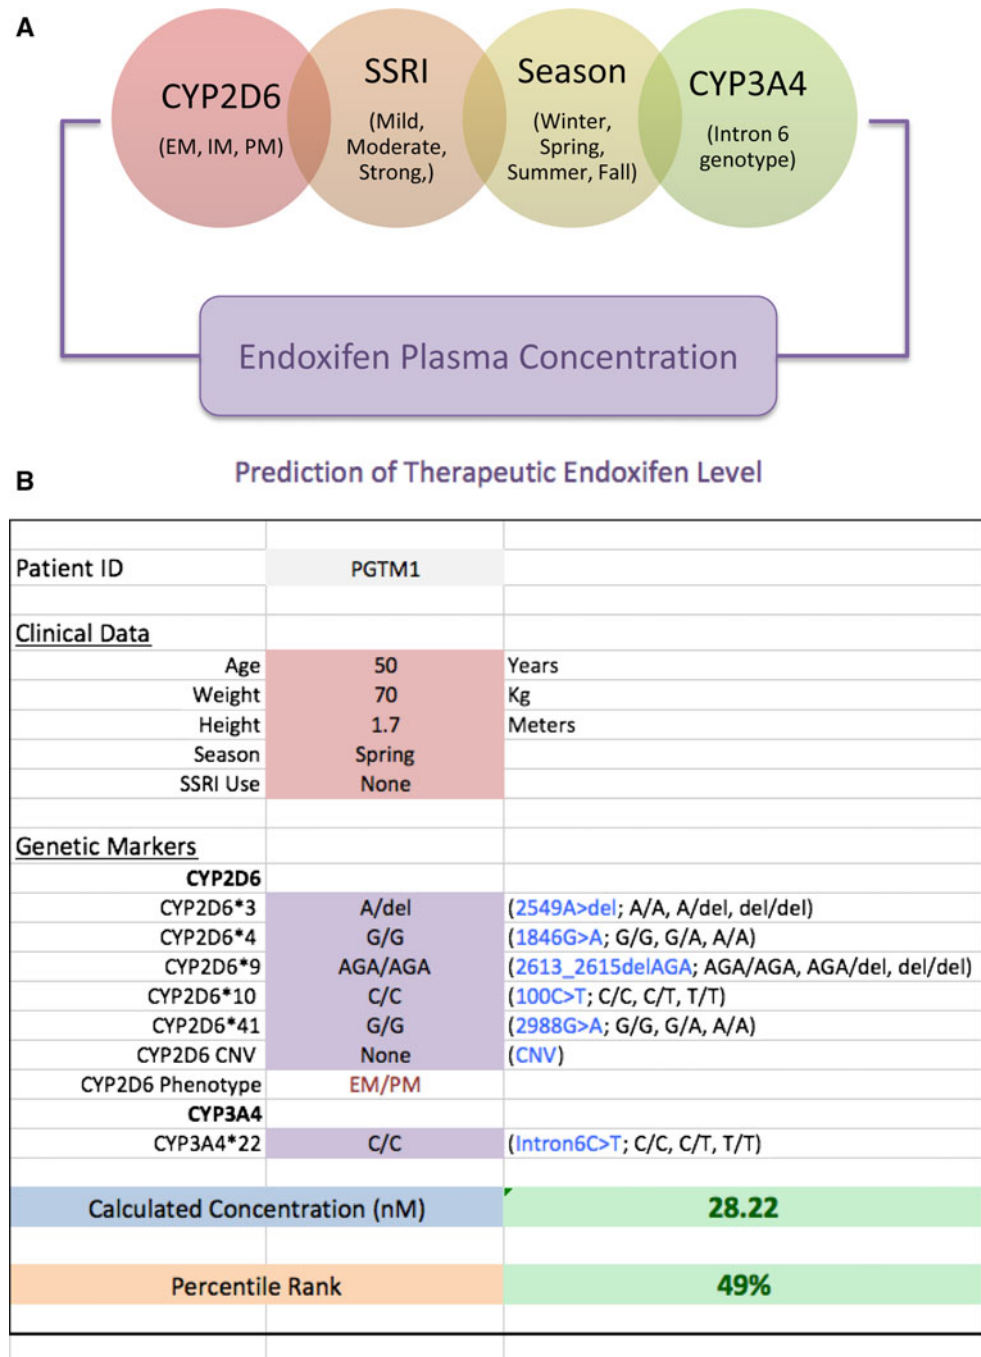 A
CYP2D6
(EM, IM, PM)
SSRI
(Mild,
Moderate,
Strong,)
Season
(Winter,
Spring,
Summer, Fall)
CYP3A4
(Intron 6
genotype)
Endoxifen Plasma Concentration
B
Prediction of Therapeutic Endoxifen Level
Patient ID PGTM1
Clinical Data
Age 50 Years
Weight 70 Kg
Height 1.7 Meters
Season Spring
SSRI Use None
Genetic Markers
CYP2D6
CYP2D6*3 A/del (2549A>del; A/A, A/del, del/del)
CYP2D6*4 G/G (1846G>A; G/G, G/A, A/A)
CYP2D6*9 AGA/AGA (2613_2615delAGA; AGA/AGA, AGA/del, del/del)
CYP2D6*10 C/C (100C>T; C/C, C/T, T/T)
CYP2D6*41 G/G (2988G>A; G/G, G/A, A/A)
CYP2D6 CNV None (CNV)
CYP2D6 Phenotype EM/PM
CYP3A4
CYP3A4*22 C/C (Intron6C>T; C/C, C/T, T/T)
Calculated Concentration (nM) 28.22
Percentile Rank 49%